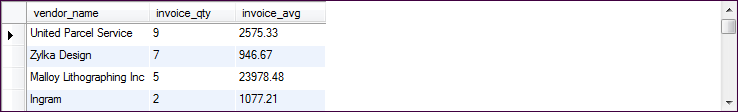 vendor_name invoice_qty invoice_avg
United Parcel Service 9 2575.33
Zylka Design 7 946.67
Malloy Lithographing Inc 5 23978.48
Ingram 2 1077.21